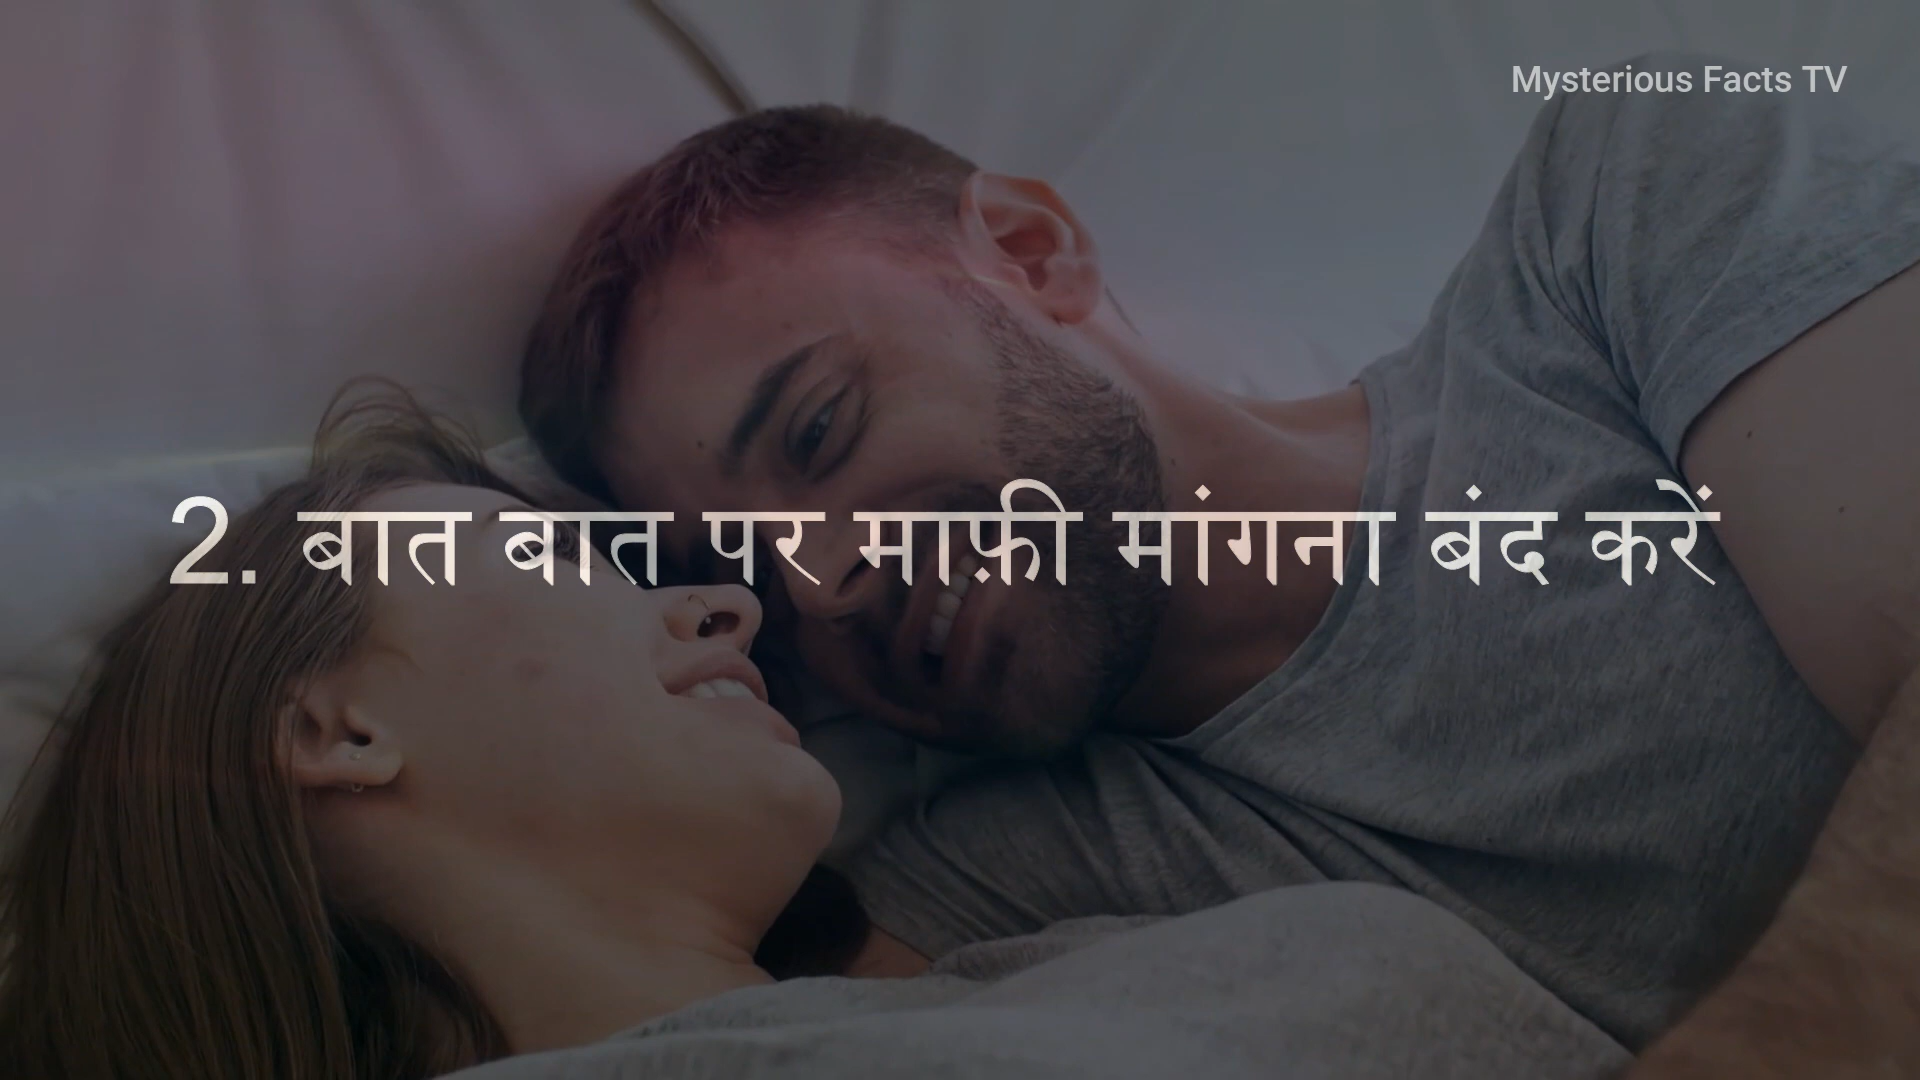 Mysterious Facts TV
2. बात बात पर माफ़ी मांगना बंद करें